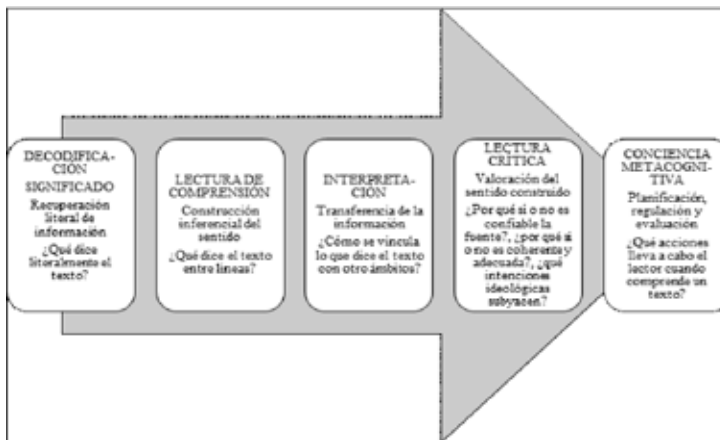 DECODIFICA-
CIÓN
SIGNIFICADO
Recuperación
literal de
información
¿Qué dice
literalmente el
texto?
LECTURA DE
COMPRENSIÓN
Construcción
inferencial del
sentido
¿Qué dice el texto
entre líneas?
INTERPRETA-
CIÓN
Transferencia de la
información
¿Cómo se vincula
lo que dice el texto
con otro ámbitos?
LECTURA
CRÍTICA
Valoración del
sentido construido
¿Por qué si o no es
confiable la
fuente?, ¿por qué si
o no es coherente y
adecuada?, ¿qué
intenciones
ideológicas
subyacen?
CONCIENCIA
METACOGNI-
TIVA
Planificación,
regulación y
evaluación
¿Qué acciones
lleva a cabo el
lector cuando
comprende un
texto?